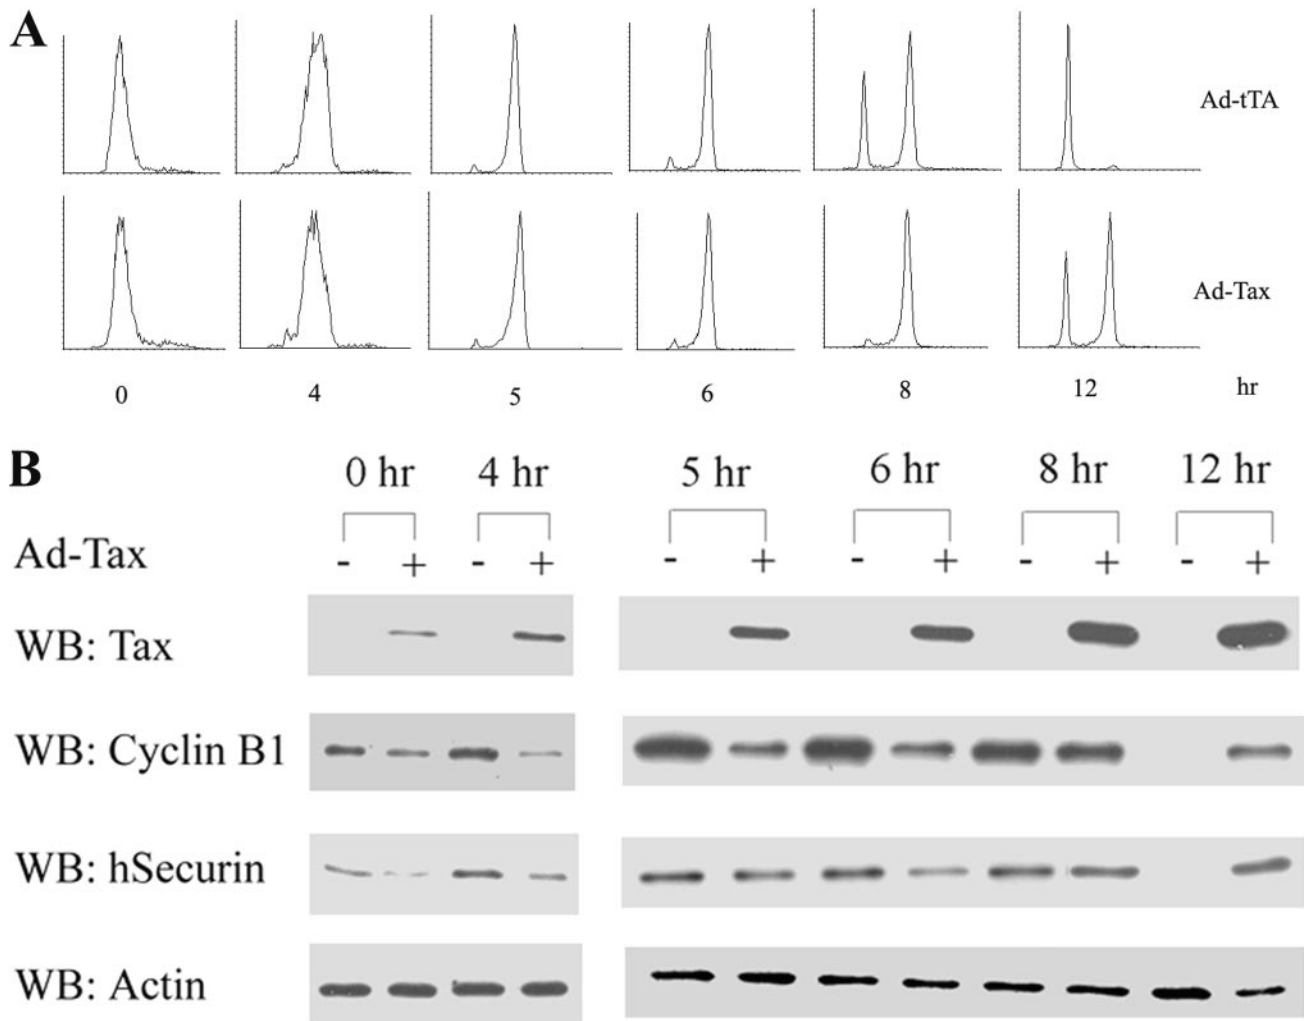 A
Ad-tTA
Ad-Tax
0 4 5 6 8 12 hr
B
0 hr 4 hr 5 hr 6 hr 8 hr 12 hr
Ad-Tax - + - + - + - + - + - +
WB: Tax
WB: Cyclin B1
WB: hSecurin
WB: Actin